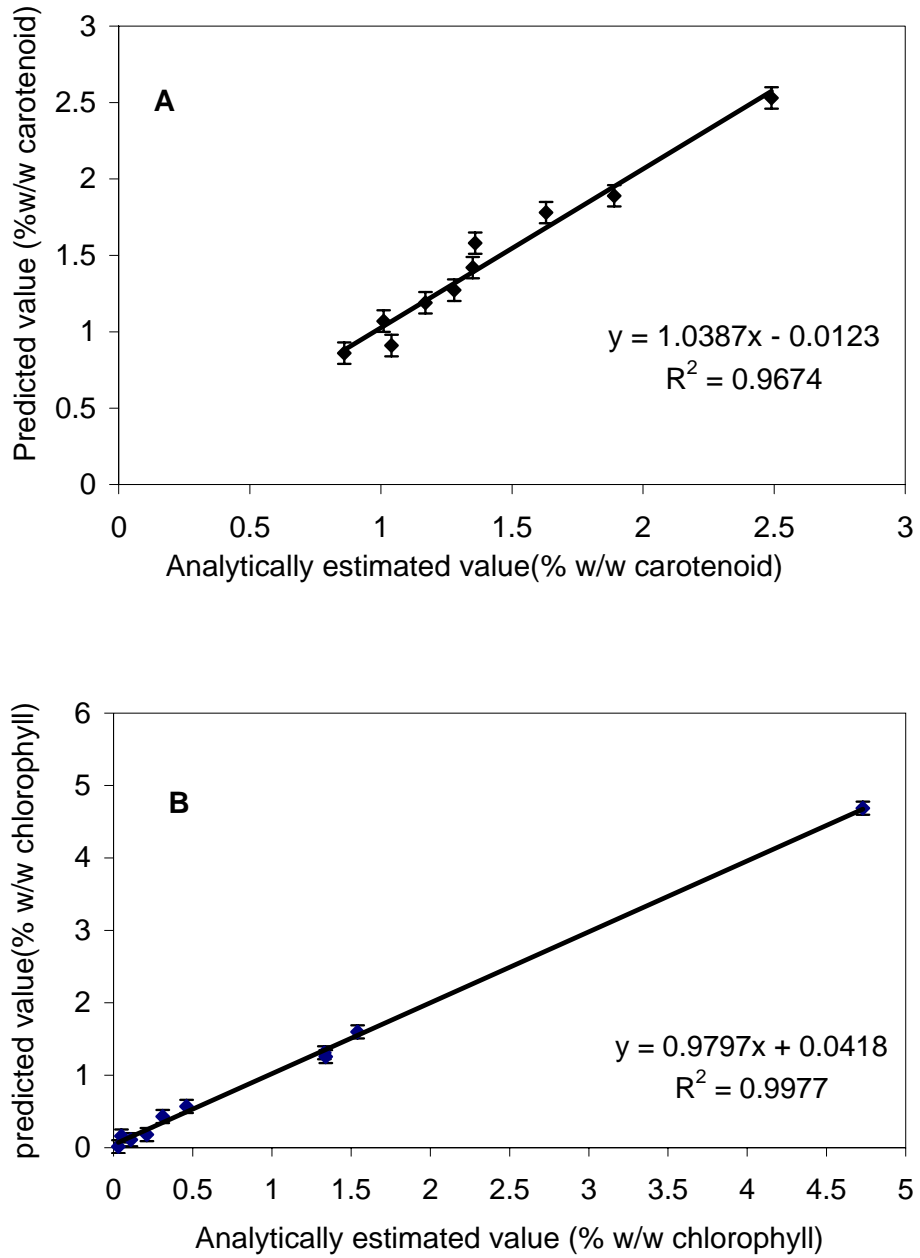 3
2.5
2
1.5
1
0.5
0
A
Predicted value (%w/w carotenoid)
y = 1.0387x - 0.0123
R² = 0.9674
0 0.5 1 1.5 2 2.5 3
Analytically estimated value(% w/w carotenoid)
6
5
4
3
2
1
0
B
predicted value(% w/w chlorophyll)
y = 0.9797x + 0.0418
R² = 0.9977
0 0.5 1 1.5 2 2.5 3 3.5 4 4.5 5
Analytically estimated value (% w/w chlorophyll)